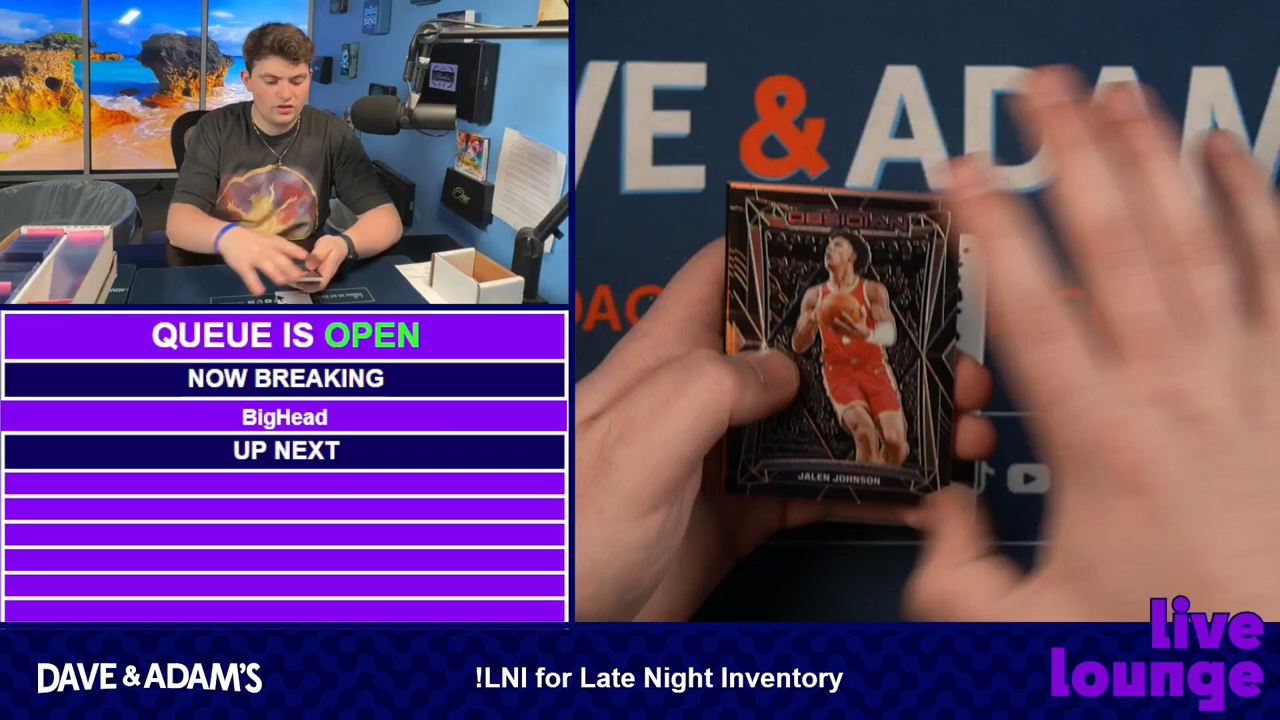 QUEUE IS OPEN
NOW BREAKING
BigHead
UP NEXT
VE & ADAM
OBSIDIAN
JALEN JOHNSON
DAVE & ADAM'S
!LNI for Late Night Inventory
live
lounge